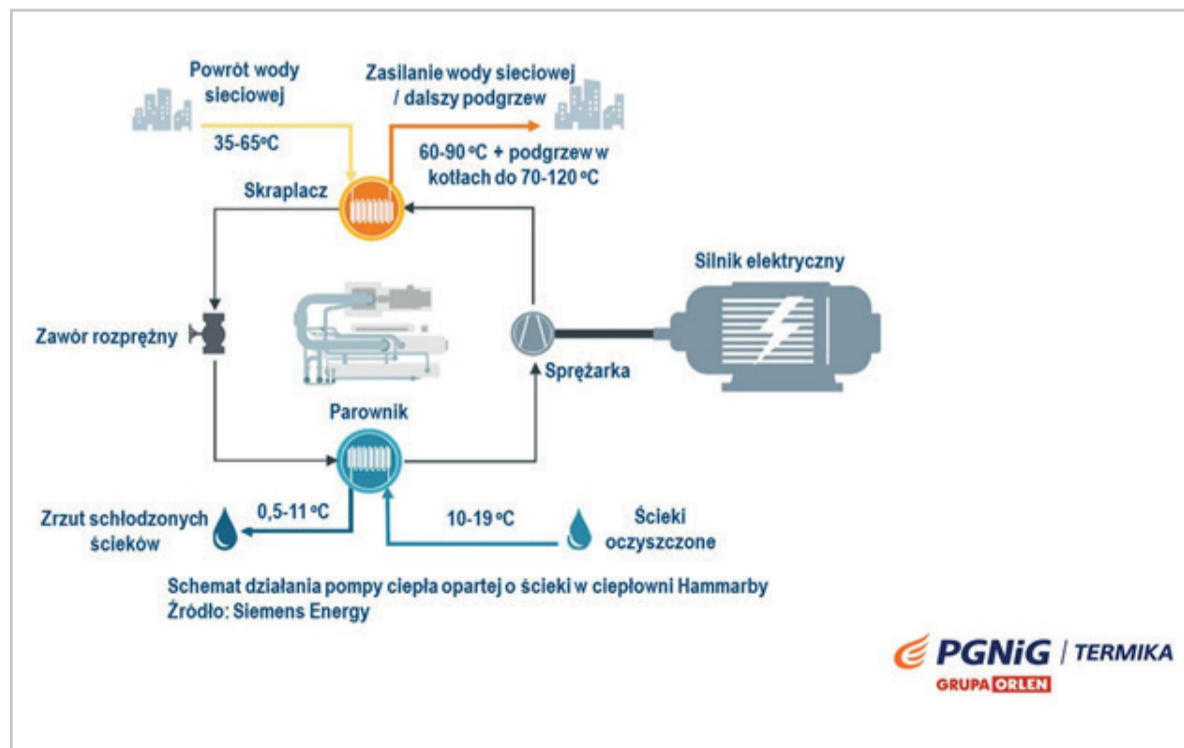 Powrót wody
sieciowej
Zasilanie wody sieciowej
/ dalszy podgrzew
35-65°C
60-90 °C + podgrzew w
kotłach do 70-120 °C
Skraplacz
Silnik elektryczny
Zawór rozprężny
Sprężarka
Parownik
0,5-11 °C
10-19 °C
Zrzut schłodzonych
ścieków
Ścieki
oczyszczone
Schemat działania pompy ciepła opartej o ścieki w ciepłowni Hammarby
Źródło: Siemens Energy
PGNiG | TERMIKA
GRUPA ORLEN